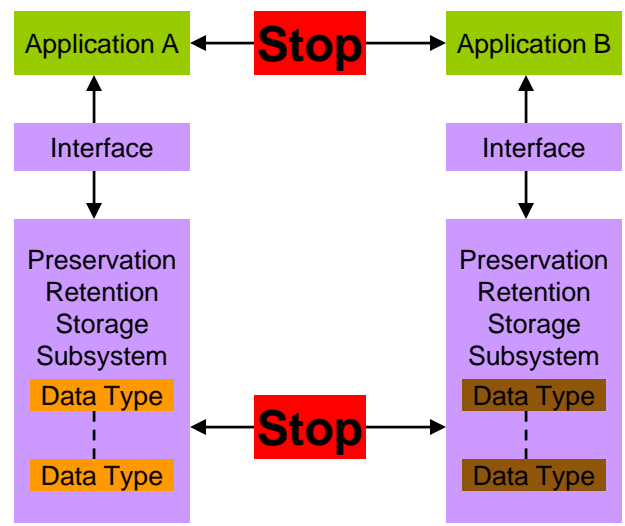 Application A
Stop
Application B
Interface
Interface
Preservation
Retention
Storage
Subsystem
Data Type
Data Type
Preservation
Retention
Storage
Subsystem
Data Type
Data Type
Stop